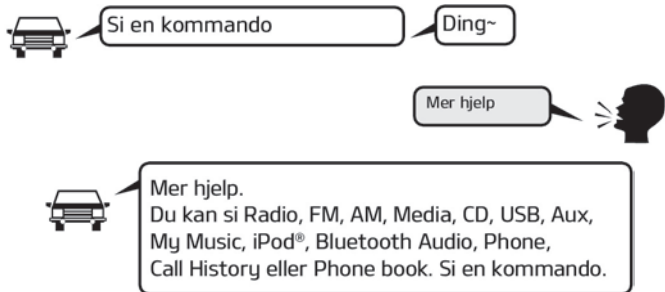 Si en kommando
Ding~
Mer hjelp
Mer hjelp.
Du kan si Radio, FM, AM, Media, CD, USB, Aux,
My Music, iPod®, Bluetooth Audio, Phone,
Call History eller Phone book. Si en kommando.